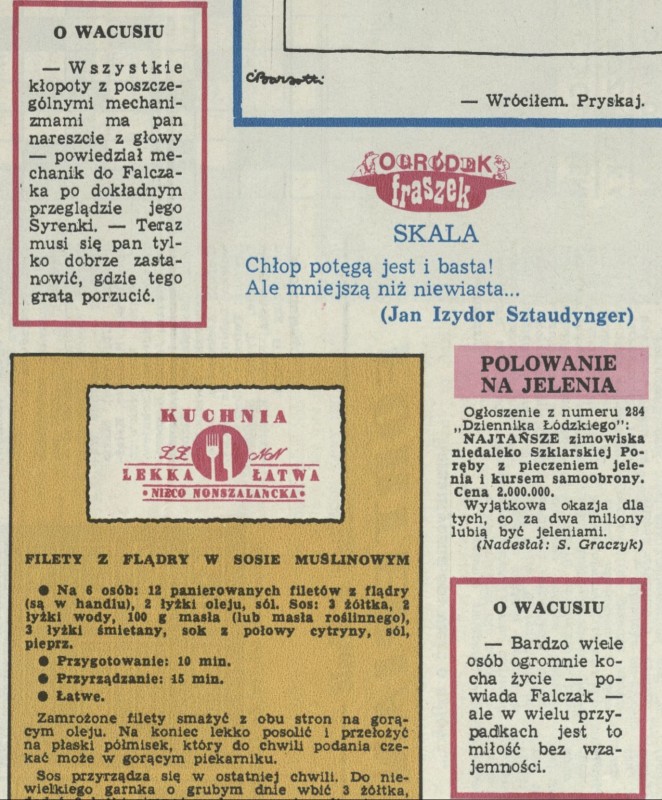 O WACUSIU
— Wszystkie
kłopoty z poszcze-
gólnymi mechani-
zmami ma pan
nareszcie z głowy
— powiedział me-
chanik do Falcza-
ka po dokładnym
przeglądzie jego
Syrenki. — Teraz
musi się pan tyl-
ko dobrze zasta-
nowić, gdzie tego
grata porzucić.
CBarsotti
— Wróciłem. Pryskaj.
OGRÓDEK
fraszek
SKALA
Chłop potęgą jest i basta!
Ale mniejszą niż niewiasta...
(Jan Izydor Sztaudynger)
KUCHNIA
ZZ NN
LEKKA ŁATWA
• NIECO NONSZALANCKA •
FILETY Z FLĄDRY W SOSIE MUŚLINOWYM
● Na 6 osób: 12 panierowanych filetów z flądry
(są w handlu), 2 łyżki oleju, sól. Sos: 3 żółtka, 2
łyżki wody, 100 g masła (lub masła roślinnego),
3 łyżki śmietany, sok z połowy cytryny, sól,
pieprz.
● Przygotowanie: 10 min.
● Przyrządzanie: 15 min.
● Łatwe.
Zamrożone filety smażyć z obu stron na gorą-
cym oleju. Na koniec lekko posolić i przełożyć
na płaski półmisek, który do chwili podania cze-
kać może w gorącym piekarniku.
Sos przyrządza się w ostatniej chwili. Do nie-
wielkiego garnka o grubym dnie wbić 3 żółtka,
POLOWANIE
NA JELENIA
Ogłoszenie z numeru 284
„Dziennika Łódzkiego":
NAJTAŃSZE zimowiska
niedaleko Szklarskiej Po-
ręby z pieczeniem jele-
nia i kursem samoobrony.
Cena 2.000.000.
Wyjątkowa okazja dla
tych, co za dwa miliony
lubią być jeleniami.
(Nadesłał: S. Graczyk)
O WACUSIU
— Bardzo wiele
osób ogromnie ko-
cha życie — po-
wiada Falczak —
ale w wielu przy-
padkach jest to
miłość bez wza-
jemności.